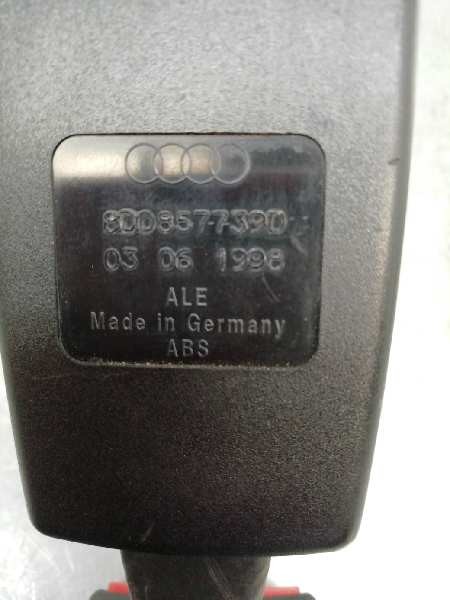 8D0857739D
03 06 1998
ALE
Made in Germany
ABS